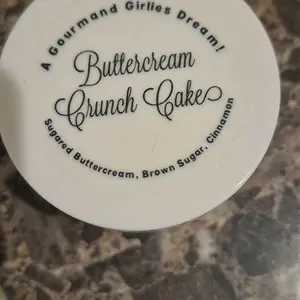 A Gourmand Girlies Dream!
Buttercream
Crunch Cake
Sugared Buttercream, Brown Sugar, Cinnamon